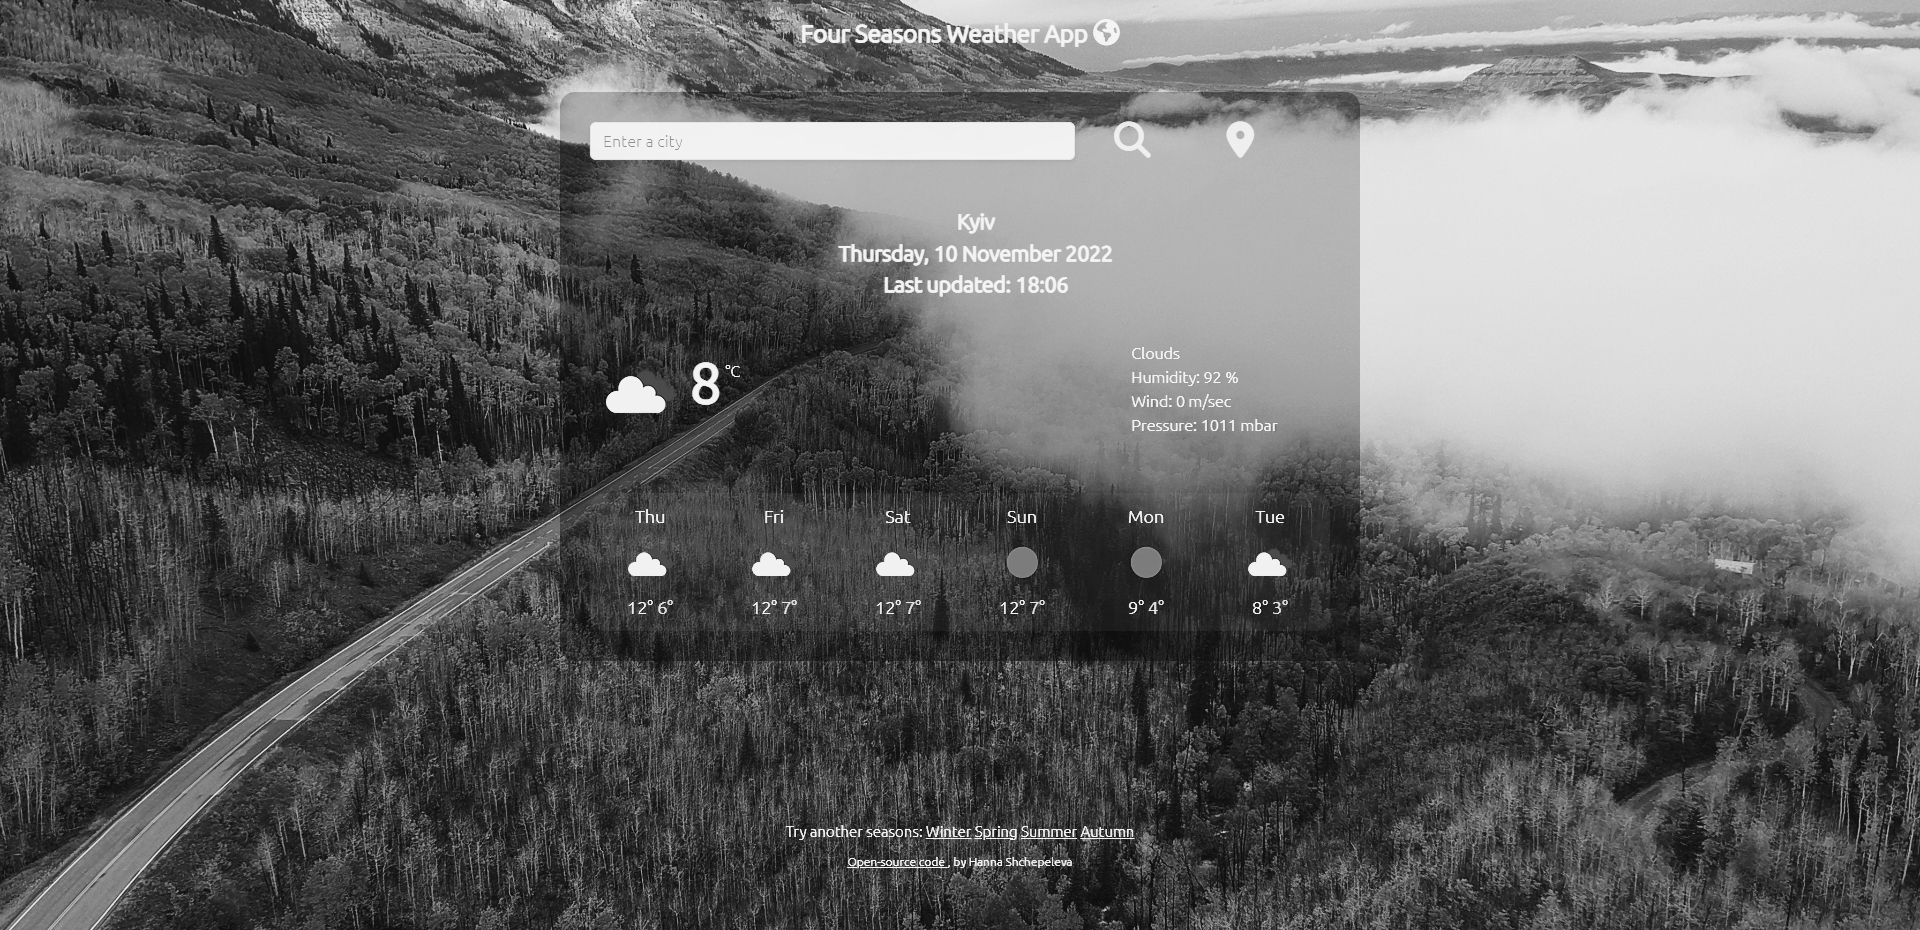 Four Seasons Weather App
Enter a city
Kyiv
Thursday, 10 November 2022
Last updated: 18:06
8 °C
Clouds
Humidity: 92 %
Wind: 0 m/sec
Pressure: 1011 mbar
Thu Fri Sat Sun Mon Tue
12° 6° 12° 7° 12° 7° 12° 7° 9° 4° 8° 3°
Try another seasons: Winter Spring Summer Autumn
Open-source code , by Hanna Shchepeleva